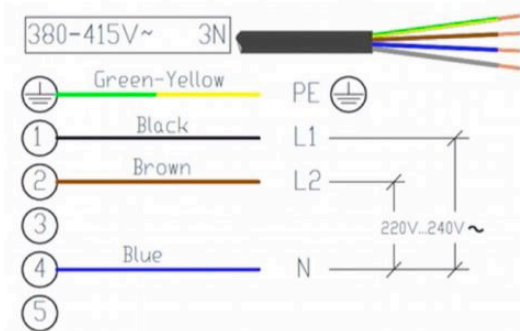 380-415V~ 3N
Green-Yellow PE
1 Black L1
2 Brown L2
3
220V...240V~
4 Blue N
5